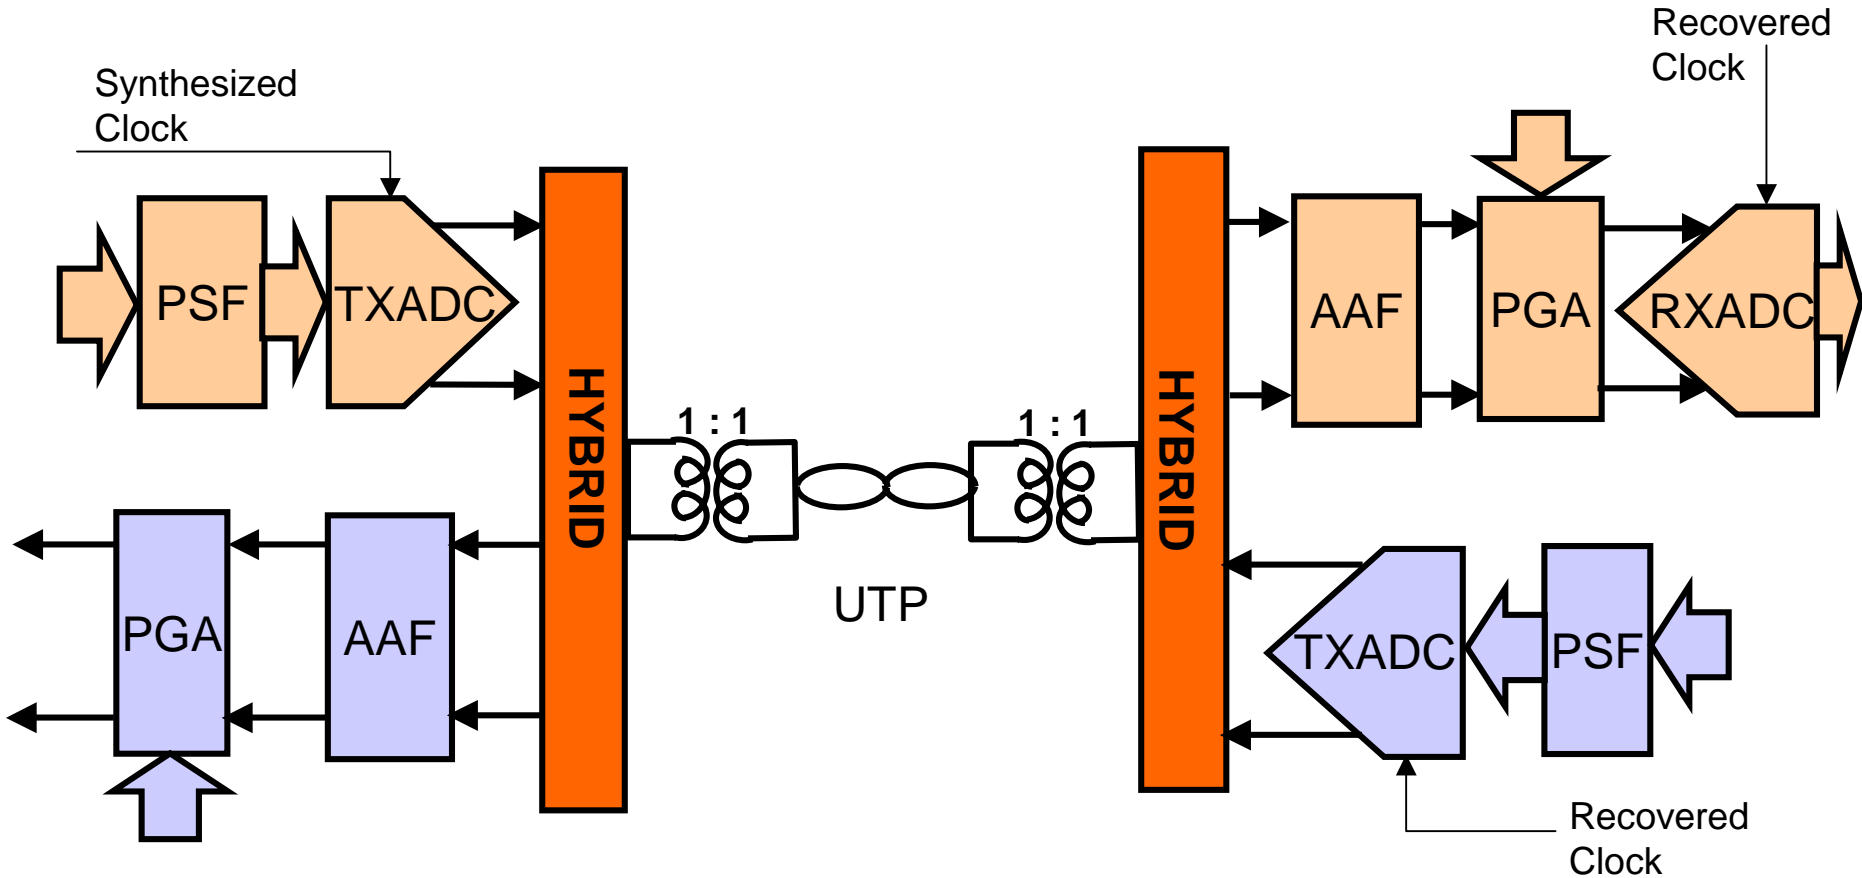 Recovered
Clock
Synthesized
Clock
PSF
TXADC
HYBRID
1 : 1
1 : 1
HYBRID
AAF
PGA
RXADC
PGA
AAF
UTP
TXADC
PSF
Recovered
Clock